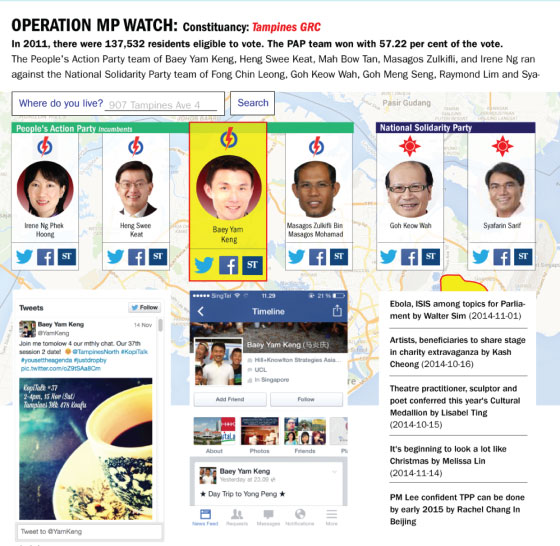 OPERATION MP WATCH: Constituancy: Tampines GRC
In 2011, there were 137,532 residents eligible to vote. The PAP team won with 57.22 per cent of the vote.
The People's Action Party team of Baey Yam Keng, Heng Swee Keat, Mah Bow Tan, Masagos Zulkifli, and Irene Ng ran
against the National Solidarity Party team of Fong Chin Leong, Goh Keow Wah, Goh Meng Seng, Raymond Lim and Sya-
Where do you live? 907 Tampines Ave 4 Search
Pasir Gudang
People's Action Party incumbents
National Solidarity Party
Irene Ng Phek
Hoong
Heng Swee
Keat
Baey Yam
Keng
Masagos Zulkifli Bin
Masagos Mohamad
Goh Keow Wah
Syafarin Sarif
ST
ST
ST
ST
ST
ST
Tweets
Follow
Baey Yam Keng
@YamKeng
14 Nov
Join me tomolow 4 our mthly chat. Our 37th
session 2 date! @TampinesNorth #KopiTalk
#yousettheagenda #justdropby
pic.twitter.com/oZ9tSAa8Cm
KopiTalk #37
2-4pm, 15 Nov (Sat)
Tampines Blk 478 Koufu
Tweet to @YamKeng
SingTel 11.29 21 %
Timeline
Baey Yam Keng (马炎庆)
Hill+Knowlton Strategies Asia...
UCL
In Singapore
Add Friend
Follow
About
Photos
Friends
Baey Yam Keng
Yesterday at 23.09
★ Day Trip to Yong Peng ★
News Feed
Requests
Messages
Notifications
More
Ebola, ISIS among topics for Parlia-
ment by Walter Sim (2014-11-01)
Artists, beneficiaries to share stage
in charity extravaganza by Kash
Cheong (2014-10-16)
Theatre practitioner, sculptor and
poet conferred this year's Cultural
Medallion by Lisabel Ting
(2014-10-15)
It's beginning to look a lot like
Christmas by Melissa Lin
(2014-11-14)
PM Lee confident TPP can be done
by early 2015 by Rachel Chang In
Beijing